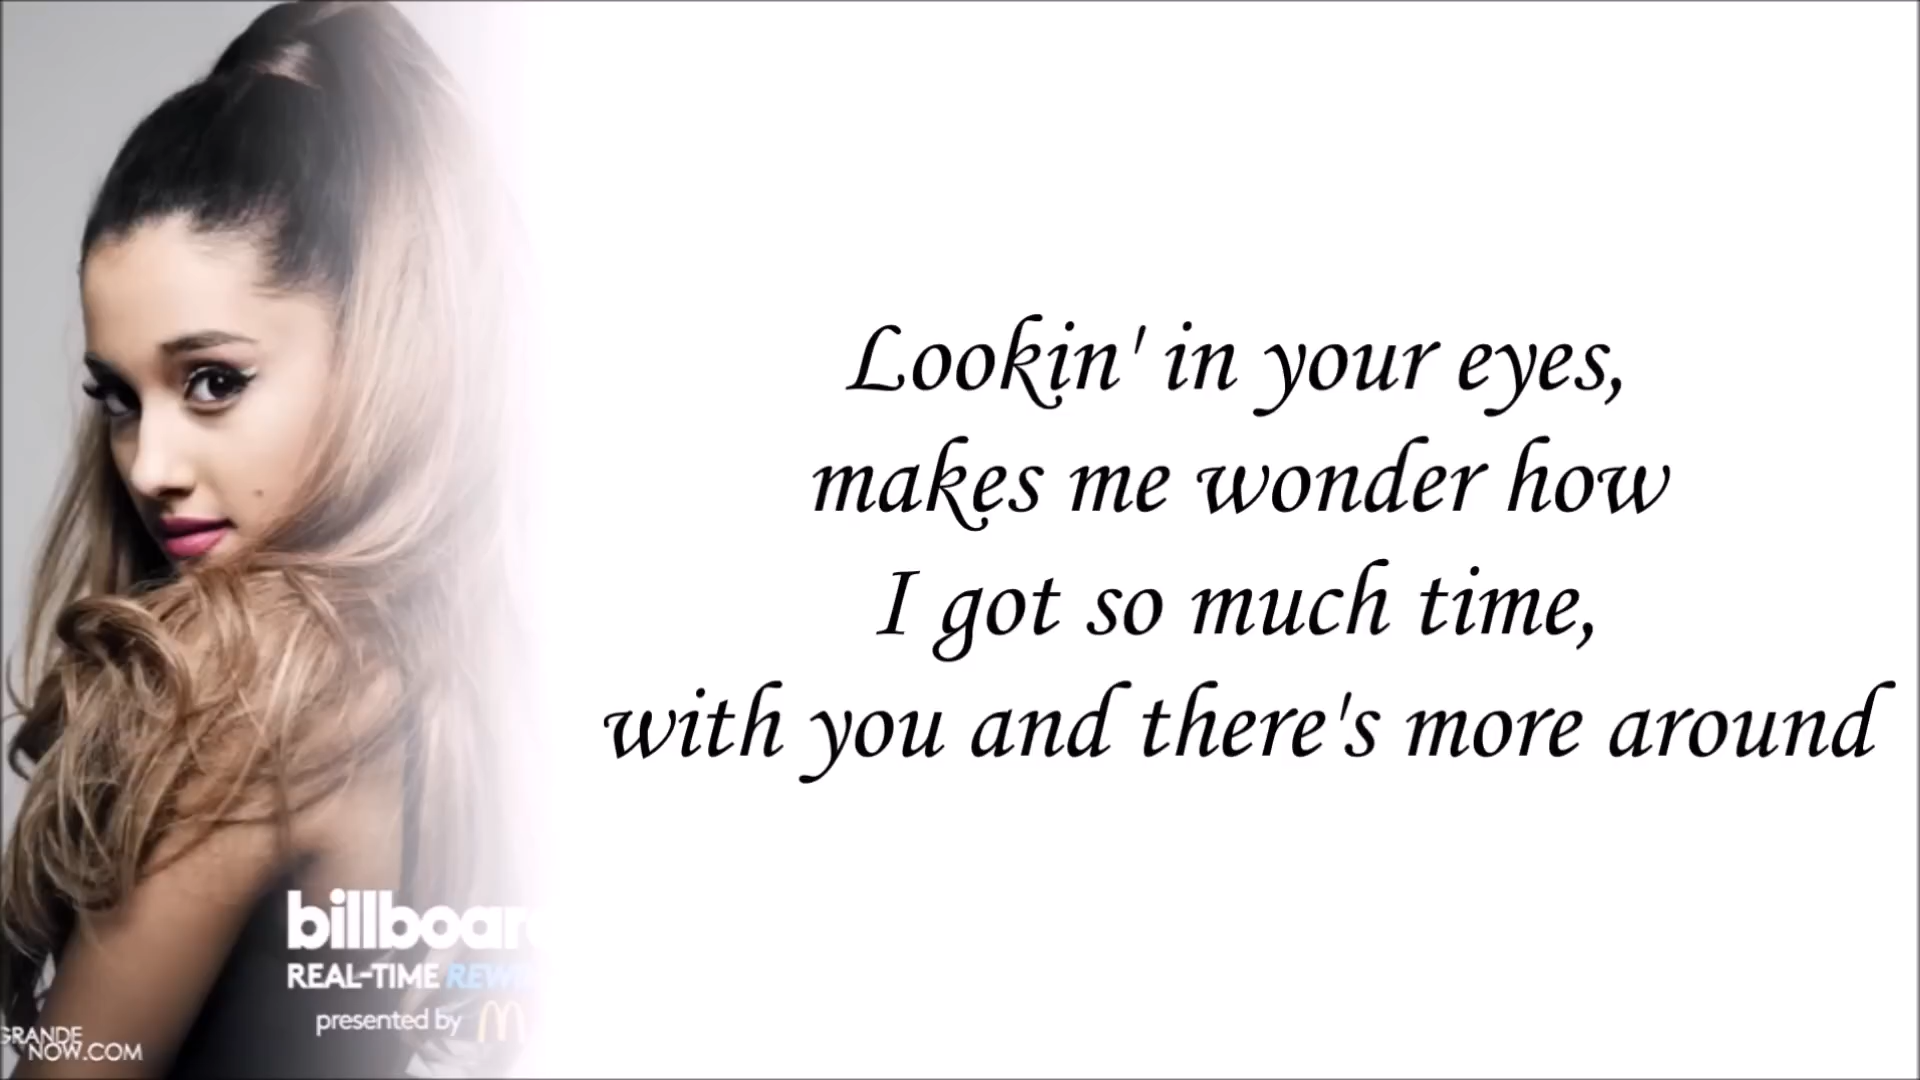 Lookin' in your eyes,
makes me wonder how
I got so much time,
with you and there's more around
billboard
REAL-TIME
presented by
GRANDE
NOW.COM